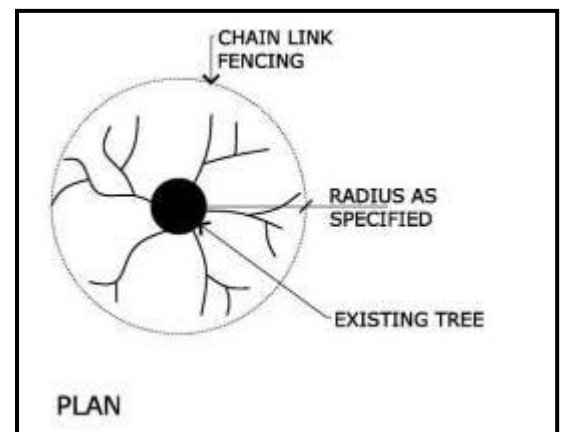 CHAIN LINK
FENCING
RADIUS AS
SPECIFIED
EXISTING TREE
PLAN